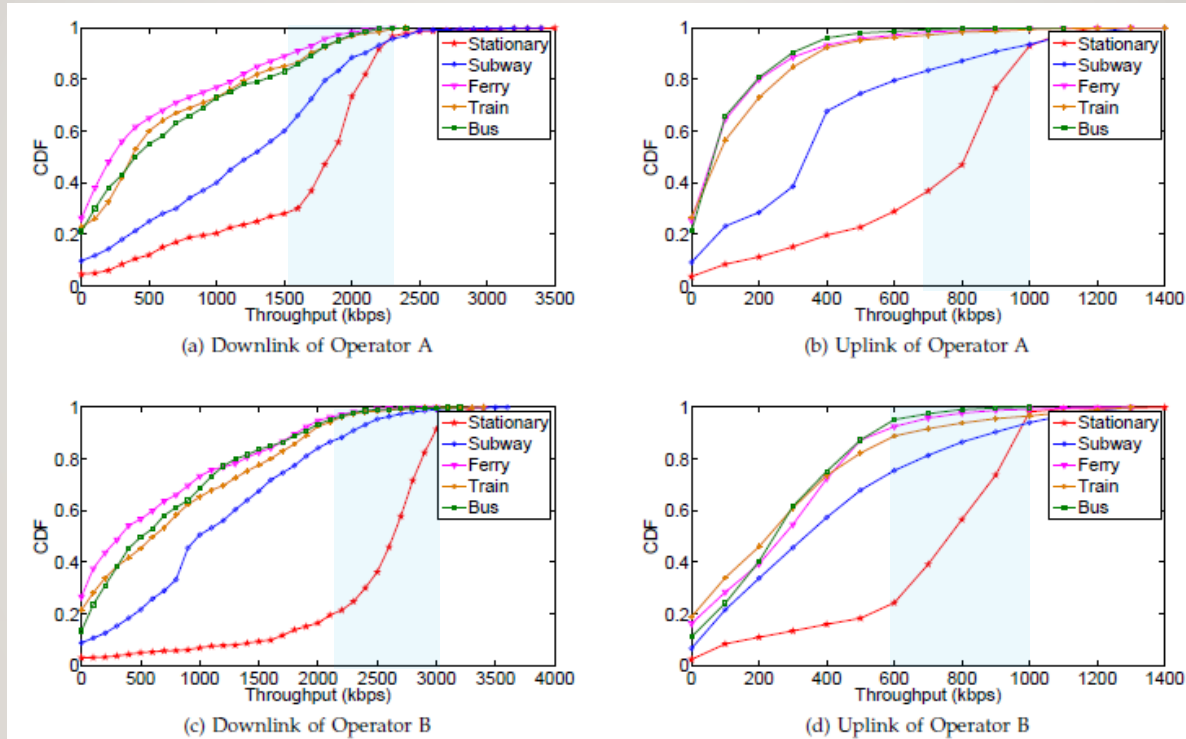 1
0.8
0.6
0.4
0.2
0
CDF
0 500 1000 1500 2000 2500 3000 3500
Throughput (kbps)
Stationary
Subway
Ferry
Train
Bus
(a) Downlink of Operator A
1
0.8
0.6
0.4
0.2
0
CDF
0 200 400 600 800 1000 1200 1400
Throughput (kbps)
Stationary
Subway
Ferry
Train
Bus
(b) Uplink of Operator A
1
0.8
0.6
0.4
0.2
0
CDF
0 500 1000 1500 2000 2500 3000 3500 4000
Throughput (kbps)
Stationary
Subway
Ferry
Train
Bus
(c) Downlink of Operator B
1
0.8
0.6
0.4
0.2
0
CDF
0 200 400 600 800 1000 1200 1400
Throughput (kbps)
Stationary
Subway
Ferry
Train
Bus
(d) Uplink of Operator B